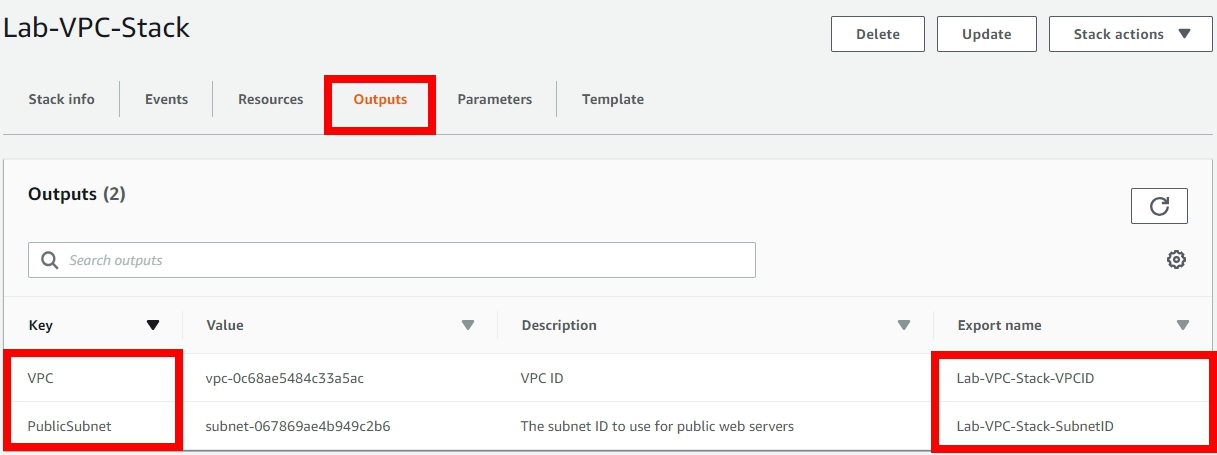 Lab-VPC-Stack
Delete Update Stack actions
Stack info Events Resources Outputs Parameters Template
Outputs (2)
Search outputs
Key Value Description Export name
VPC vpc-0c68ae5484c33a5ac VPC ID Lab-VPC-Stack-VPCID
PublicSubnet subnet-067869ae4b949c2b6 The subnet ID to use for public web servers Lab-VPC-Stack-SubnetID